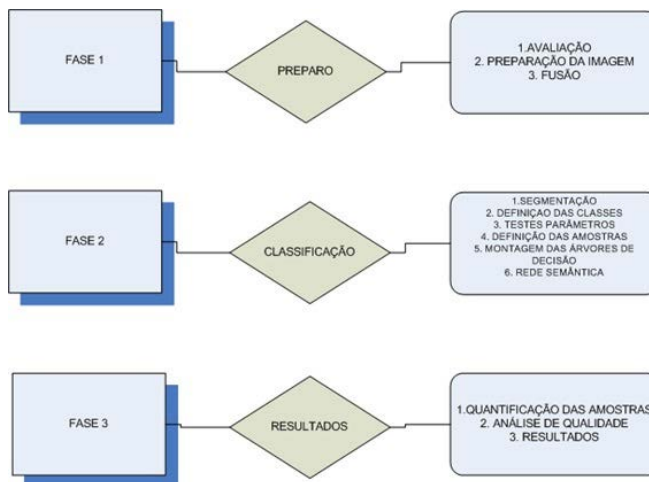 FASE 1
PREPARO
1.AVALIAÇÃO
2. PREPARAÇÃO DA IMAGEM
3. FUSÃO
FASE 2
CLASSIFICAÇÃO
1.SEGMENTAÇÃO
2. DEFINIÇAO DAS CLASSES
3. TESTES PARÂMETROS
4. DEFINIÇÃO DAS AMOSTRAS
5. MONTAGEM DAS ÁRVORES DE
DECISÃO
6. REDE SEMÂNTICA
FASE 3
RESULTADOS
1.QUANTIFICAÇÃO DAS AMOSTRAS
2. ANÁLISE DE QUALIDADE
3. RESULTADOS